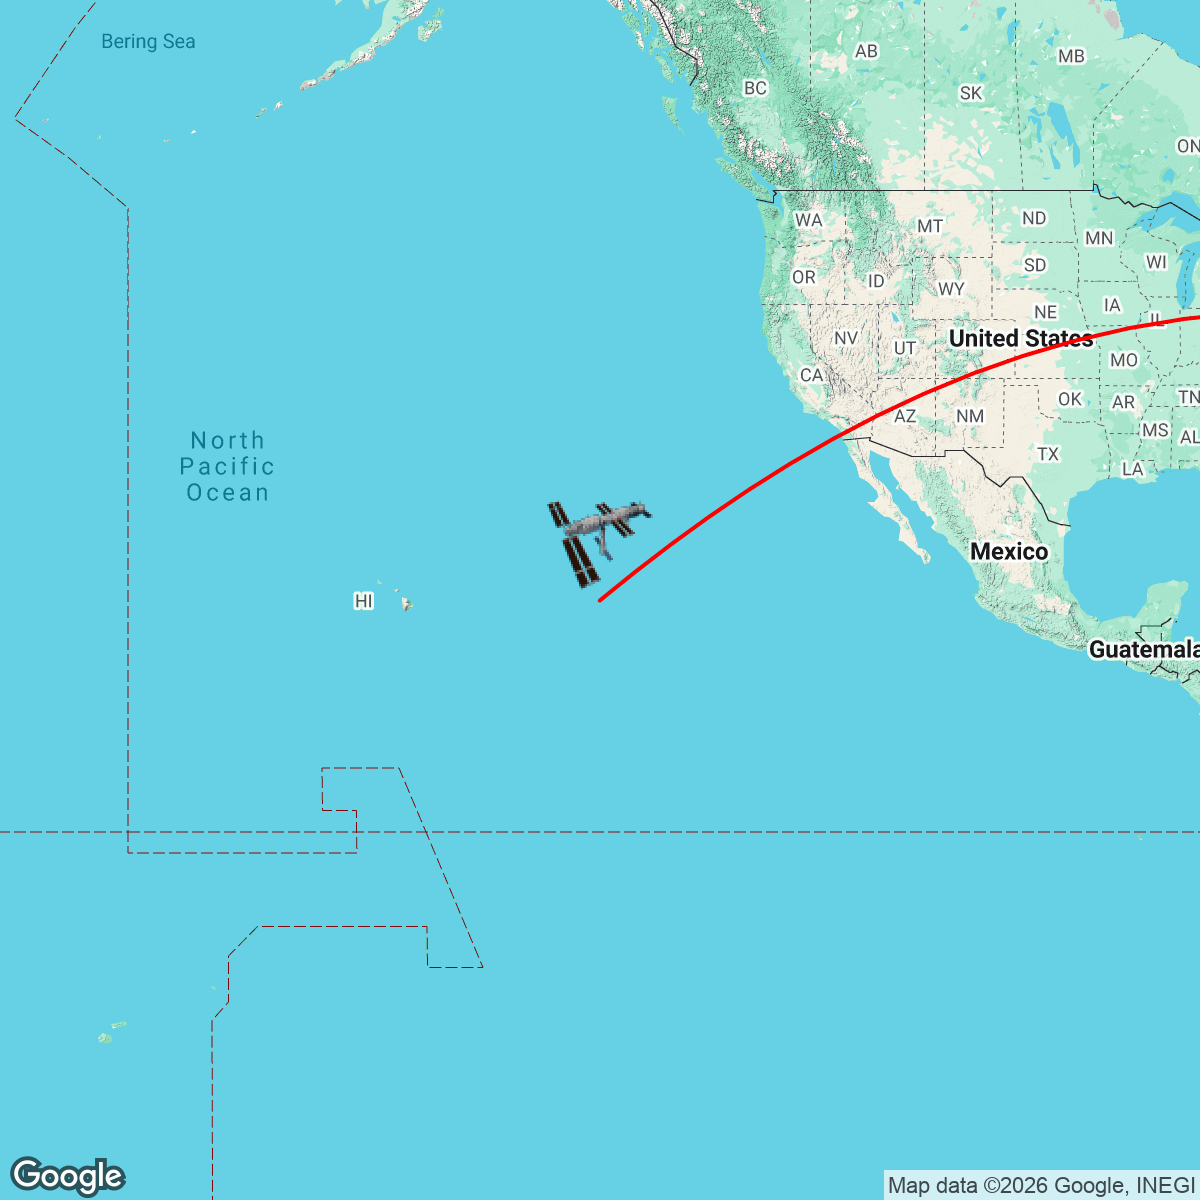 Bering Sea
AB
MB
BC
SK
ON
WA
MT
ND
MN
OR
ID
SD
WI
WY
NE
IA
IL
NV
UT
United States
MO
CA
AZ
NM
OK
AR
TN
MS
AL
TX
LA
North
Pacific
Ocean
Mexico
HI
Guatemala
Google
Map data ©2026 Google, INEGI